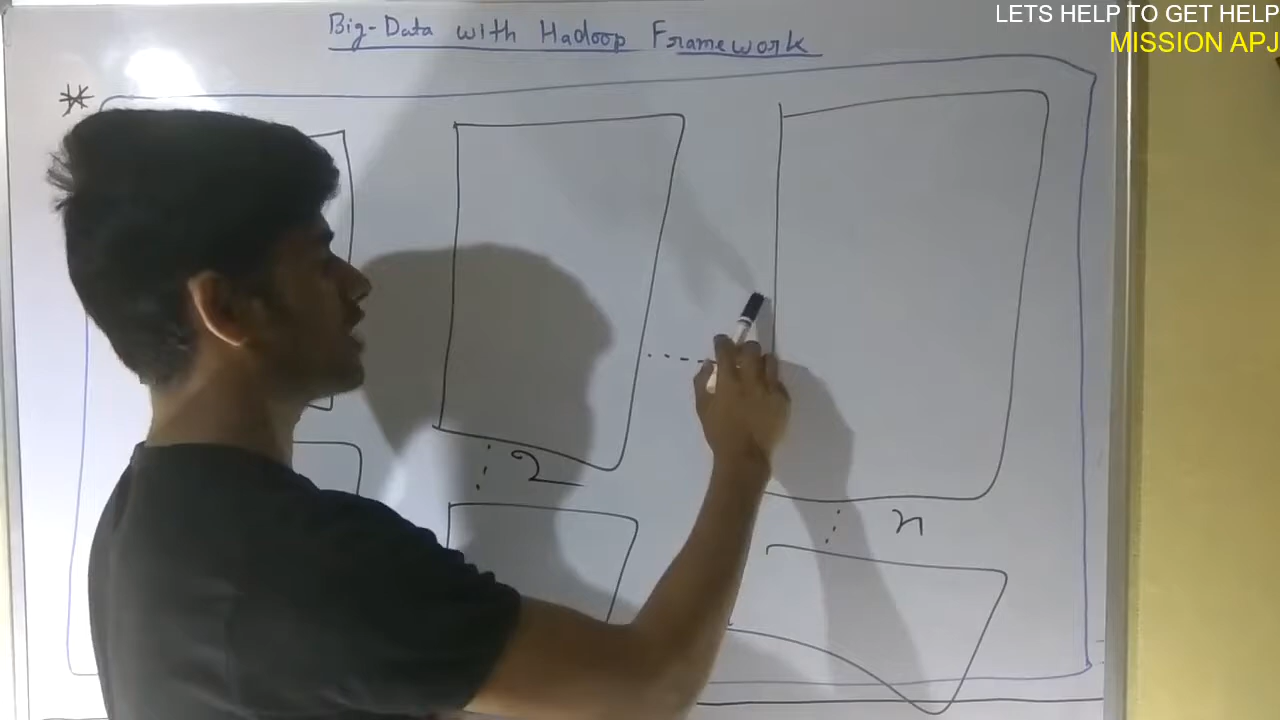 LETS HELP TO GET HELP
MISSION APJ
Big-Data with Hadoop Framework
2
n